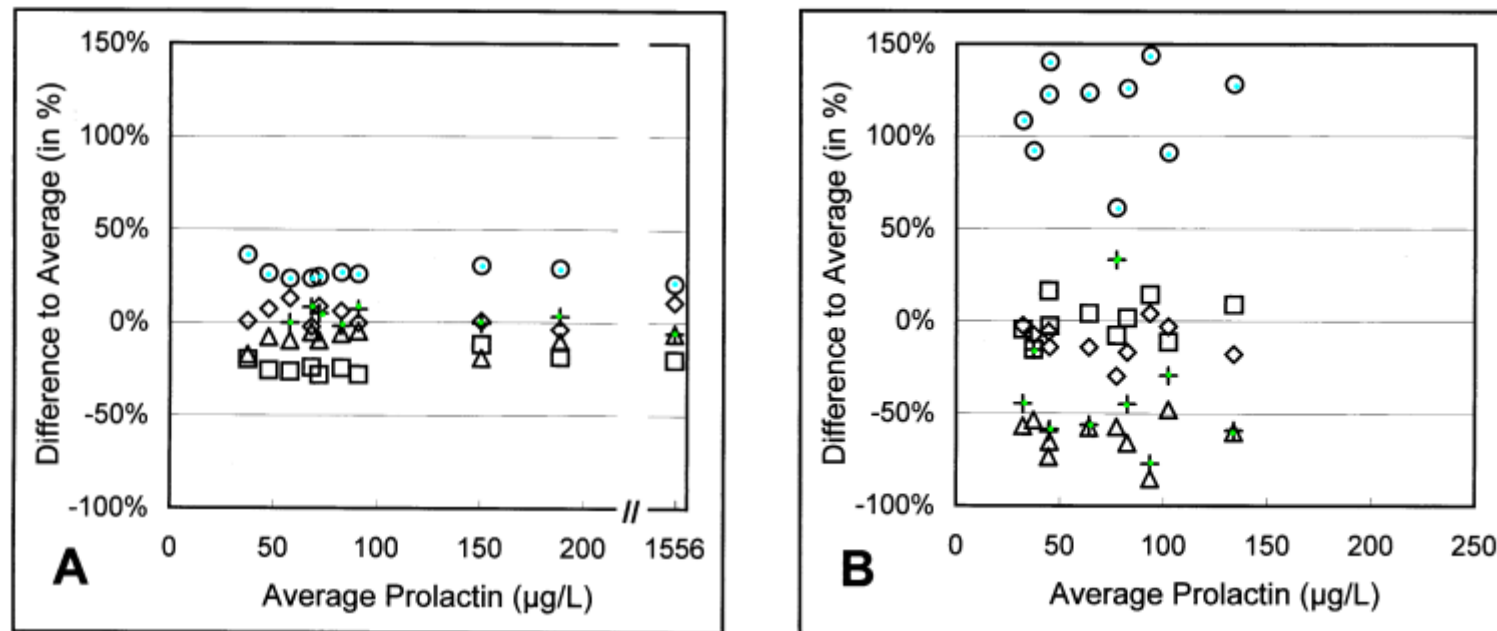 150%
100%
50%
0%
-50%
-100%
Difference to Average (in %)
0 50 100 150 200 // 1556
Average Prolactin (µg/L)
A
150%
100%
50%
0%
-50%
-100%
Difference to Average (in %)
0 50 100 150 200 250
Average Prolactin (µg/L)
B